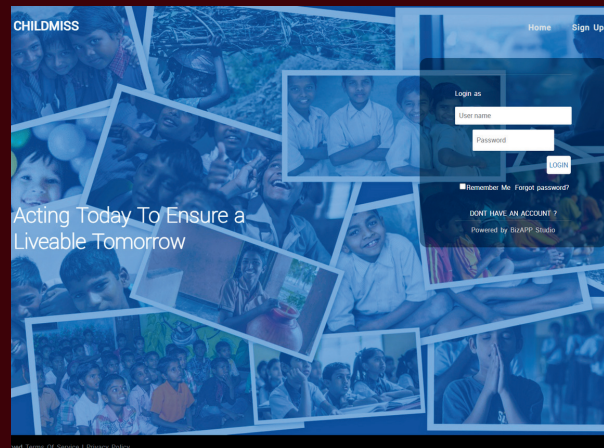 CHILDMISS
Home Sign Up
Login as
User name
Password
LOGIN
Remember Me Forgot password?
DONT HAVE AN ACCOUNT ?
Powered by BizAPP Studio
Acting Today To Ensure a
Liveable Tomorrow
ved Terms Of Service | Privacy Policy